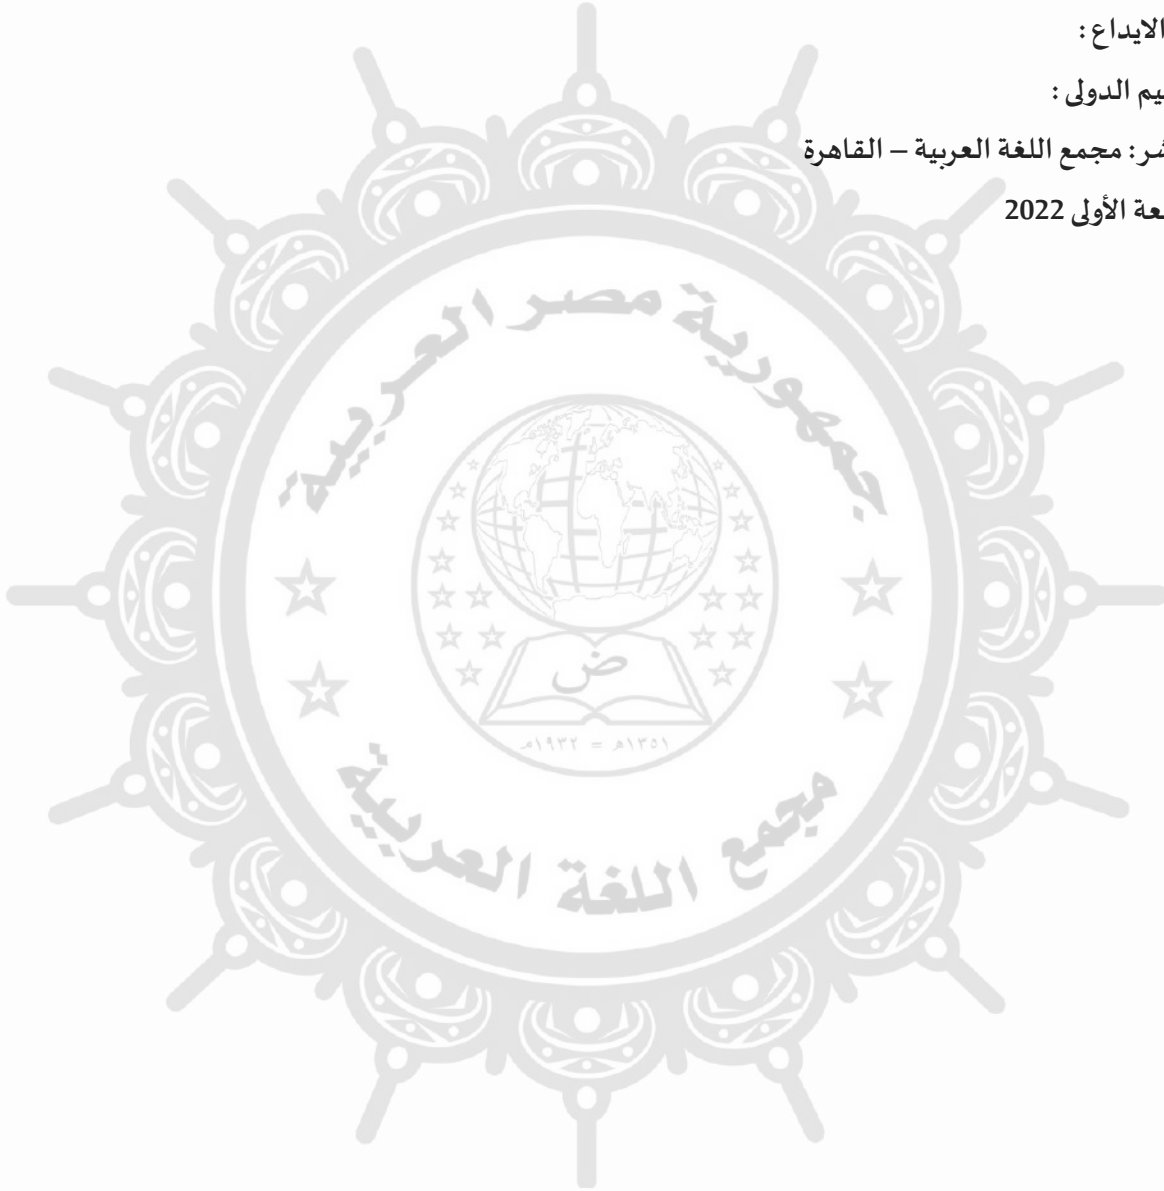 الايداع :
يم الدولى :
شر: مجمع اللغة العربية – القاهرة
عة الأولى 2022
جمهورية مصر العربية
ض
١٣٥١هـ = ١٩٣٢م
مجمع اللغة العربية